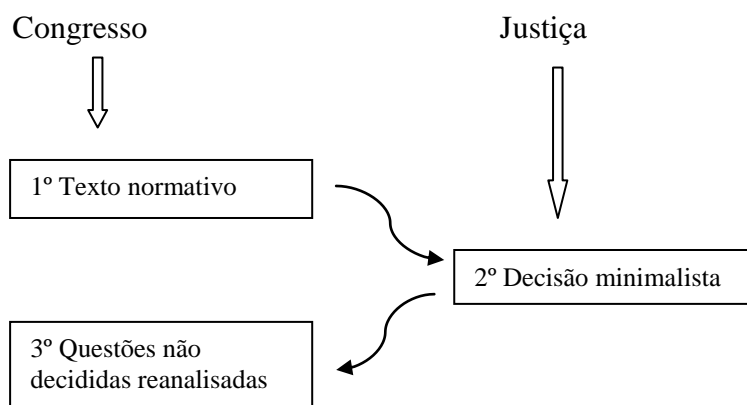 Congresso
Justiça
1º Texto normativo
2º Decisão minimalista
3º Questões não
decididas reanalisadas